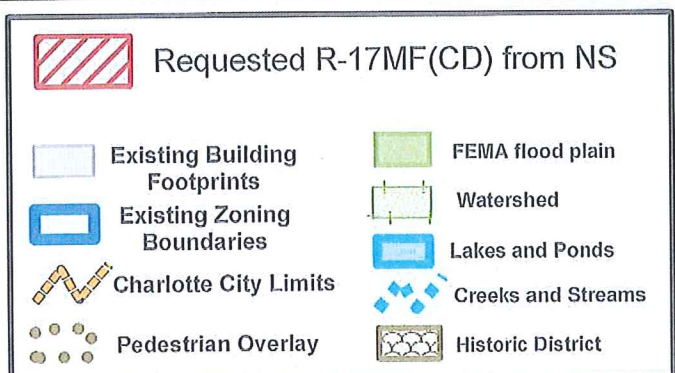 Requested R-17MF(CD) from NS
Existing Building
Footprints
Existing Zoning
Boundaries
Charlotte City Limits
Pedestrian Overlay
FEMA flood plain
Watershed
Lakes and Ponds
Creeks and Streams
Historic District